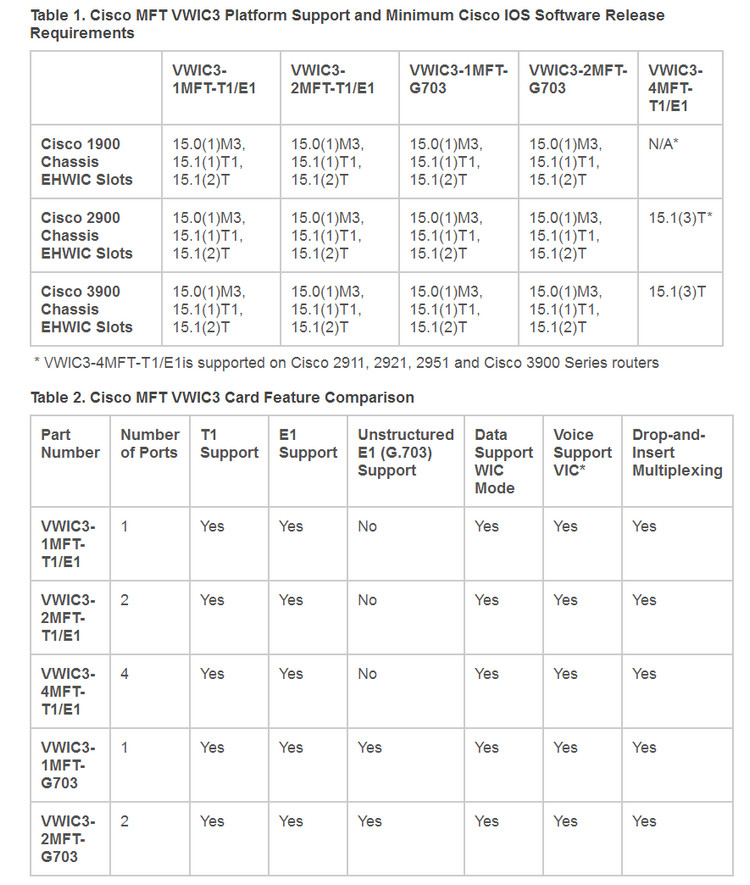 Table 1. Cisco MFT VWIC3 Platform Support and Minimum Cisco IOS Software Release
Requirements
VWIC3-
1MFT-T1/E1
VWIC3-
2MFT-T1/E1
VWIC3-1MFT-
G703
VWIC3-2MFT-
G703
VWIC3-
4MFT-
T1/E1
Cisco 1900
Chassis
EHWIC Slots
15.0(1)M3,
15.1(1)T1,
15.1(2)T
15.0(1)M3,
15.1(1)T1,
15.1(2)T
15.0(1)M3,
15.1(1)T1,
15.1(2)T
15.0(1)M3,
15.1(1)T1,
15.1(2)T
N/A*
Cisco 2900
Chassis
EHWIC Slots
15.0(1)M3,
15.1(1)T1,
15.1(2)T
15.0(1)M3,
15.1(1)T1,
15.1(2)T
15.0(1)M3,
15.1(1)T1,
15.1(2)T
15.0(1)M3,
15.1(1)T1,
15.1(2)T
15.1(3)T*
Cisco 3900
Chassis
EHWIC Slots
15.0(1)M3,
15.1(1)T1,
15.1(2)T
15.0(1)M3,
15.1(1)T1,
15.1(2)T
15.0(1)M3,
15.1(1)T1,
15.1(2)T
15.0(1)M3,
15.1(1)T1,
15.1(2)T
15.1(3)T
* VWIC3-4MFT-T1/E1is supported on Cisco 2911, 2921, 2951 and Cisco 3900 Series routers
Table 2. Cisco MFT VWIC3 Card Feature Comparison
Part
Number
Number
of Ports
T1
Support
E1
Support
Unstructured
E1 (G.703)
Support
Data
Support
WIC
Mode
Voice
Support
VIC*
Drop-and-
Insert
Multiplexing
VWIC3-
1MFT-
T1/E1
1
Yes
Yes
No
Yes
Yes
Yes
VWIC3-
2MFT-
T1/E1
2
Yes
Yes
No
Yes
Yes
Yes
VWIC3-
4MFT-
T1/E1
4
Yes
Yes
No
Yes
Yes
Yes
VWIC3-
1MFT-
G703
1
Yes
Yes
Yes
Yes
Yes
Yes
VWIC3-
2MFT-
G703
2
Yes
Yes
Yes
Yes
Yes
Yes